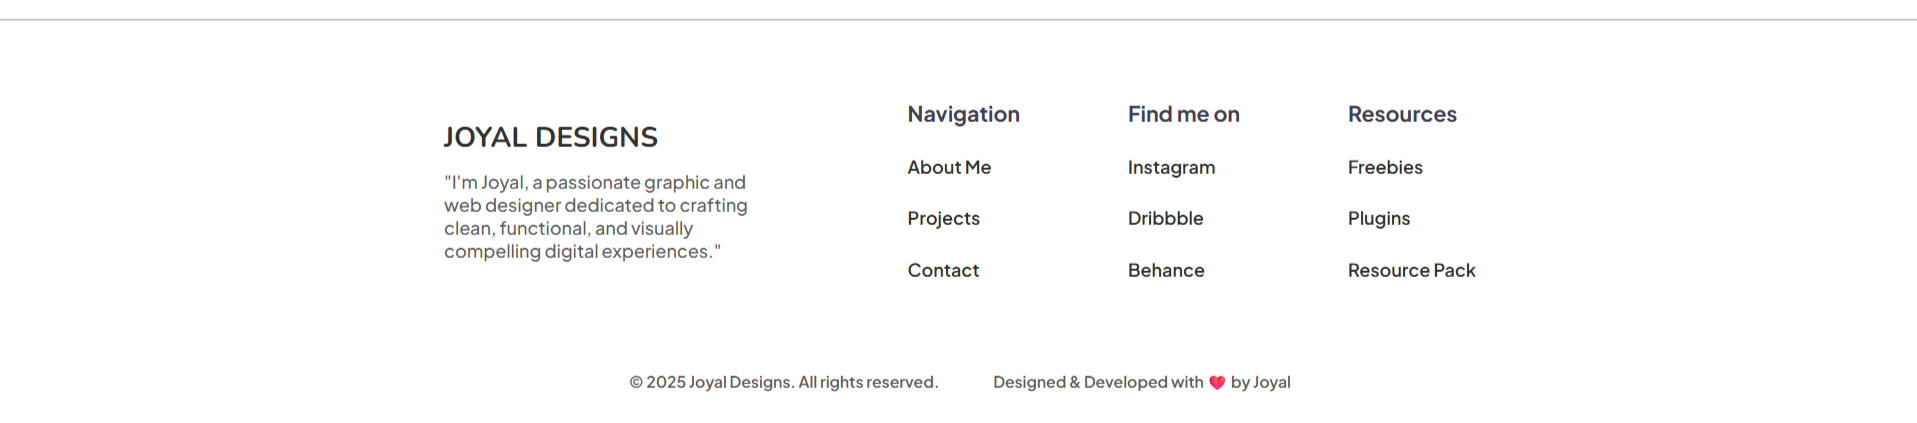 JOYAL DESIGNS
"I'm Joyal, a passionate graphic and
web designer dedicated to crafting
clean, functional, and visually
compelling digital experiences."
Navigation
About Me
Projects
Contact
Find me on
Instagram
Dribbble
Behance
Resources
Freebies
Plugins
Resource Pack
© 2025 Joyal Designs. All rights reserved.
Designed & Developed with 💗 by Joyal